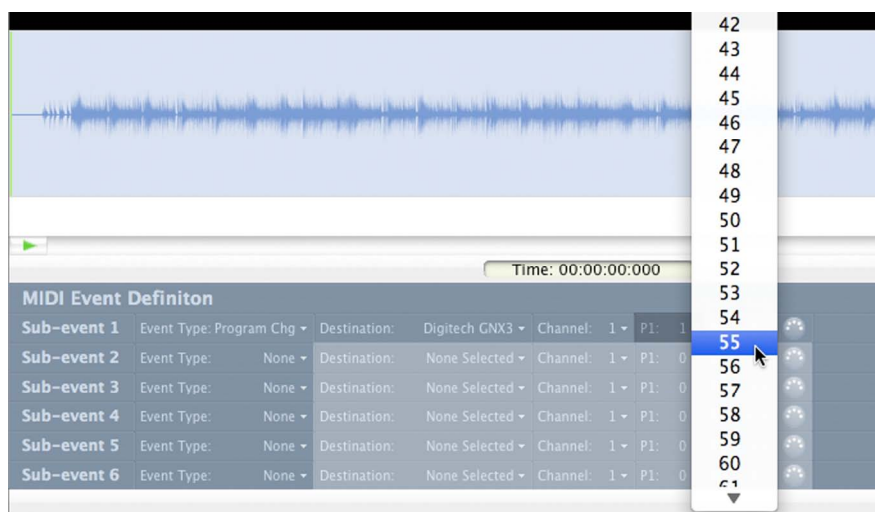 42
43
44
45
46
47
48
49
50
51
52
53
54
55
56
57
58
59
60
61
Time: 00:00:00:000
MIDI Event Definiton
Sub-event 1 Event Type: Program Chg Destination: Digitech GNX3 Channel: 1 P1: 1
Sub-event 2 Event Type: None Destination: None Selected Channel: 1 P1: 0
Sub-event 3 Event Type: None Destination: None Selected Channel: 1 P1: 0
Sub-event 4 Event Type: None Destination: None Selected Channel: 1 P1: 0
Sub-event 5 Event Type: None Destination: None Selected Channel: 1 P1: 0
Sub-event 6 Event Type: None Destination: None Selected Channel: 1 P1: 0